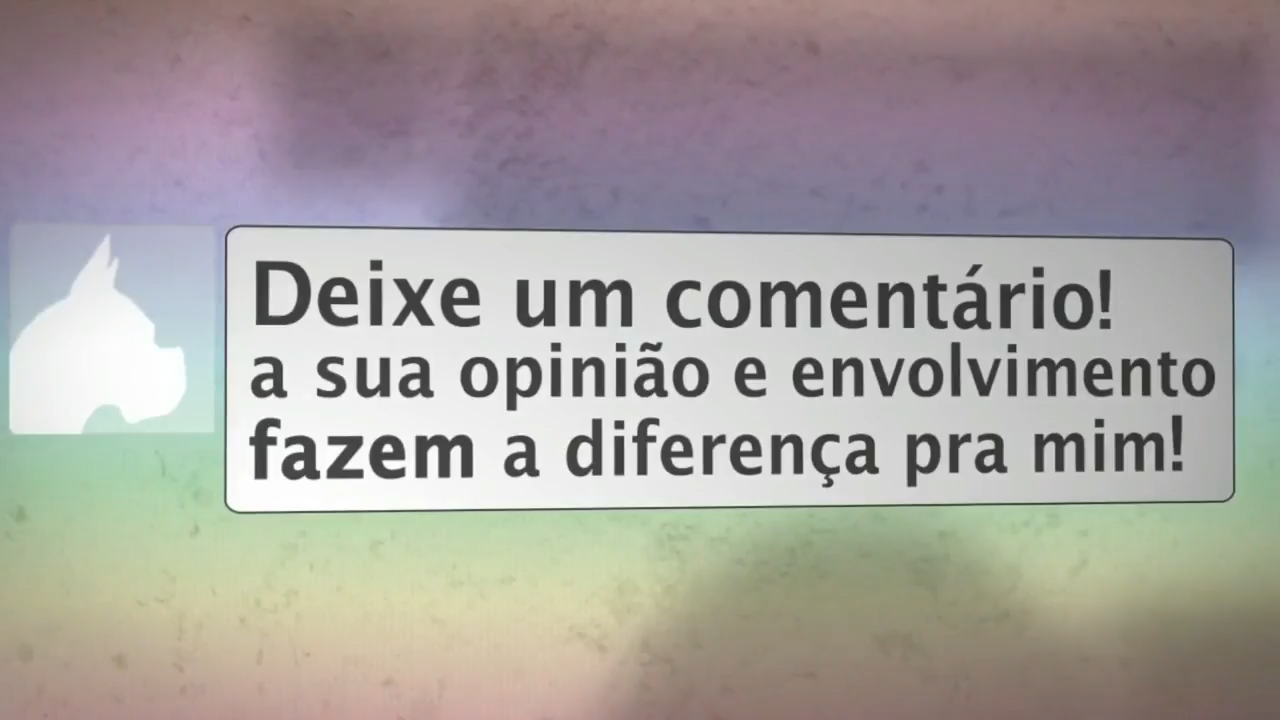 Deixe um comentário!
a sua opinião e envolvimento
fazem a diferença pra mim!